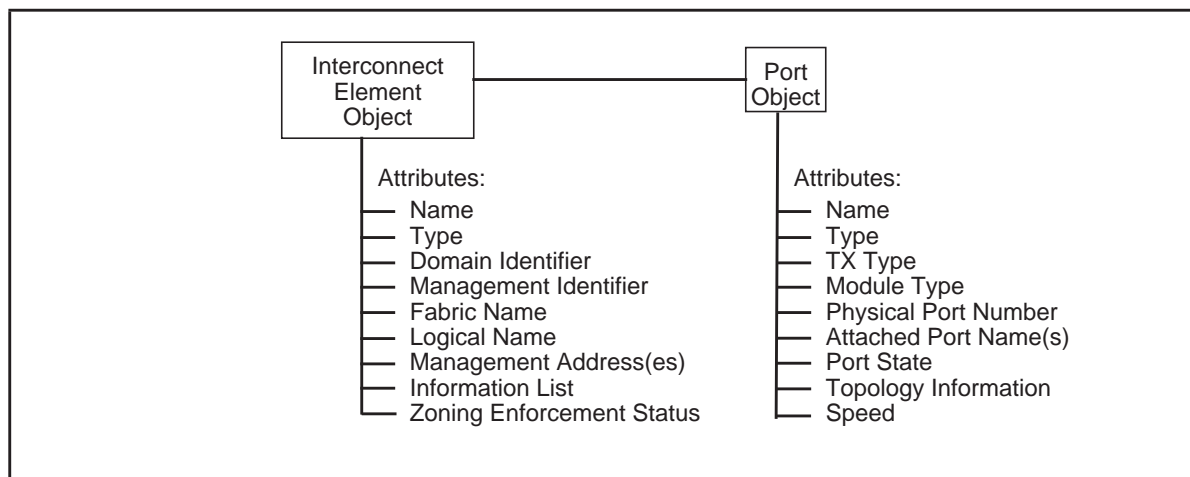 Interconnect
Element
Object
Port
Object
Attributes:
Name
Type
Domain Identifier
Management Identifier
Fabric Name
Logical Name
Management Address(es)
Information List
Zoning Enforcement Status
Attributes:
Name
Type
TX Type
Module Type
Physical Port Number
Attached Port Name(s)
Port State
Topology Information
Speed